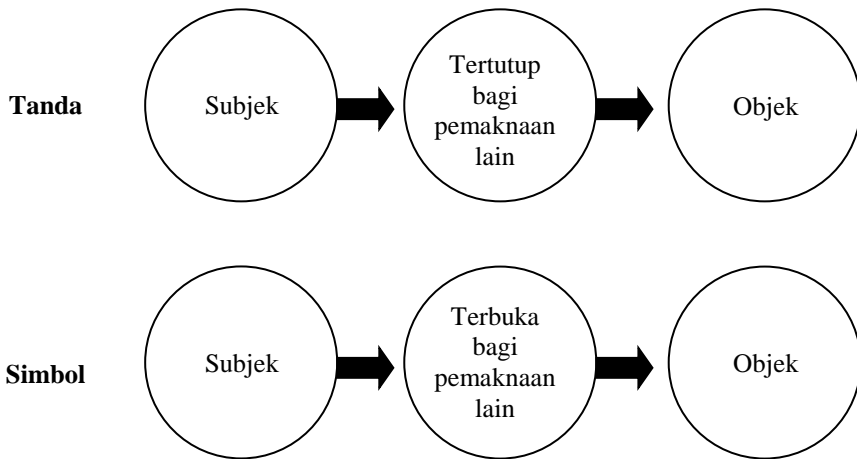 Tanda
Subjek
Tertutup
bagi
pemaknaan
lain
Objek
Simbol
Subjek
Terbuka
bagi
pemaknaan
lain
Objek